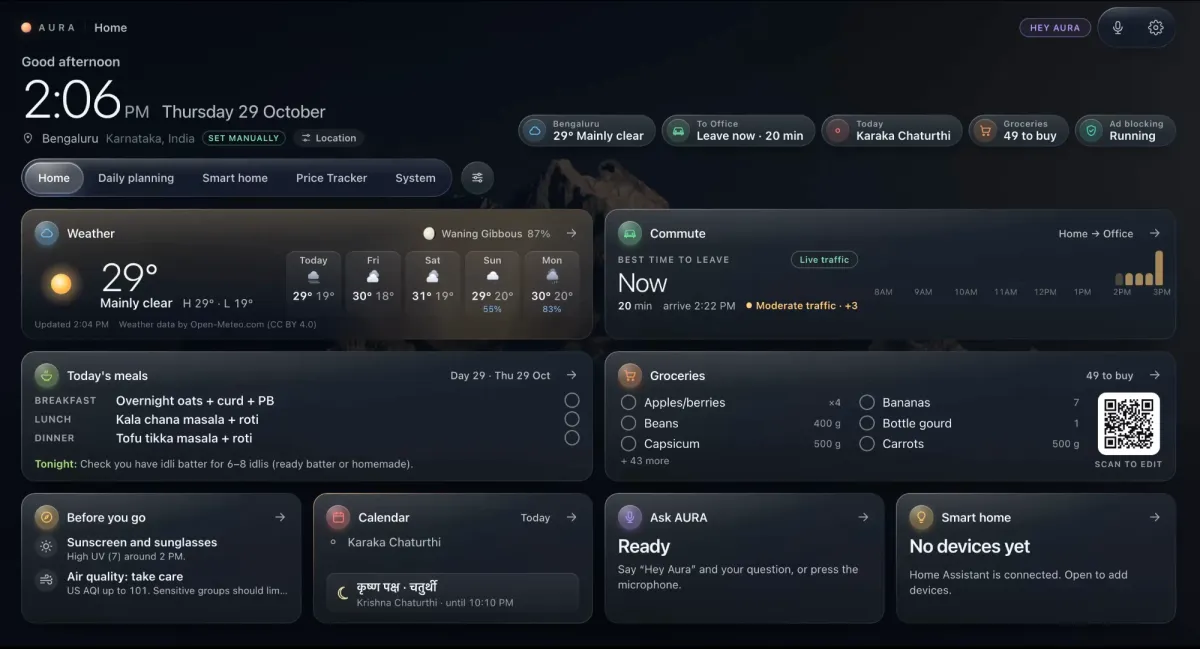 AURA Home
HEY AURA
Good afternoon
2:06 PM Thursday 29 October
Bengaluru Karnataka, India SET MANUALLY Location
Bengaluru
29° Mainly clear
To Office
Leave now · 20 min
Today
Karaka Chaturthi
Groceries
49 to buy
Ad blocking
Running
Home Daily planning Smart home Price Tracker System
Weather
Waning Gibbous 87%
29°
Mainly clear H 29° · L 19°
Today Fri Sat Sun Mon
29° 19° 30° 18° 31° 19° 29° 20° 30° 20°
55% 83%
Updated 2:04 PM Weather data by Open-Meteo.com (CC BY 4.0)
Commute
Home → Office
BEST TIME TO LEAVE
Live traffic
Now
20 min arrive 2:22 PM Moderate traffic · +3
8AM 9AM 10AM 11AM 12PM 1PM 2PM 3PM
Today's meals
Day 29 · Thu 29 Oct
BREAKFAST Overnight oats + curd + PB
LUNCH Kala chana masala + roti
DINNER Tofu tikka masala + roti
Tonight: Check you have idli batter for 6–8 idlis (ready batter or homemade).
Groceries
49 to buy
Apples/berries ×4 Bananas 7
Beans 400 g Bottle gourd 1
Capsicum 500 g Carrots 500 g
+ 43 more
SCAN TO EDIT
Before you go
Sunscreen and sunglasses
High UV (7) around 2 PM.
Air quality: take care
US AQI up to 101. Sensitive groups should lim...
Calendar
Today
Karaka Chaturthi
कृष्ण पक्ष · चतुर्थी
Krishna Chaturthi · until 10:10 PM
Ask AURA
Ready
Say “Hey Aura” and your question, or press the
microphone.
Smart home
No devices yet
Home Assistant is connected. Open to add
devices.